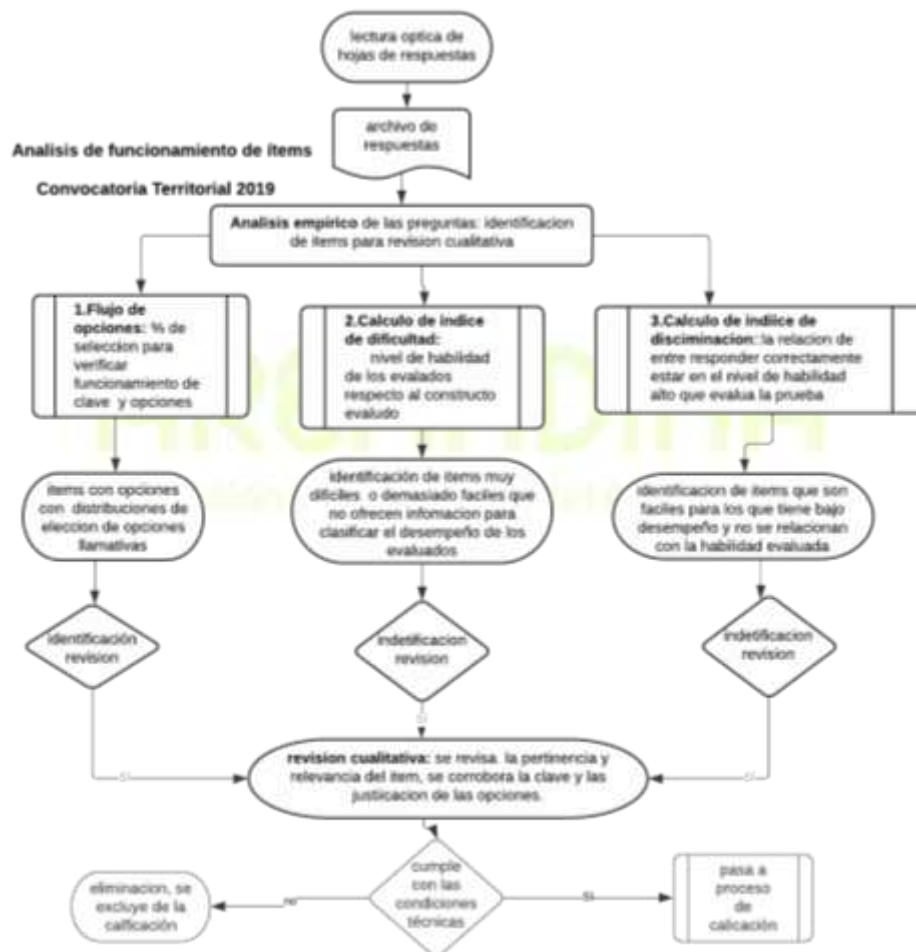 lectura optica de
hojas de respuestas
archivo de
respuestas
Analisis de funcionamiento de ítems
Convocatoria Territorial 2019
Analisis empírico de las preguntas: identificacion
de items para revision cualitativa
1.Flujo de
opciones: % de
seleccion para
verificar
funcionamiento de
clave y opciones
2.Calculo de indice
de dificultad:
nivel de habilidad
de los evalados
respecto al constructo
evaludo
3.Calculo de indiice de
discriminacion::la relacion de
entre responder correctamente
estar en el nivel de habilidad
alto que evalua la prueba
items con opciones
con distribuciones de
eleccion de opciones
llamativas
identificación de items muy
dificiles o demasiado faciles que
no ofrecen infomacion para
clasificar el desempeño de los
evaluados
identificacion de items que son
faciles para los que tiene bajo
desempeño y no se relacionan
con la habilidad evaluada
identificación
revision
indetificacion
revision
indetificacion
revision
SI
SI
SI
revision cualitativa: se revisa. la pertinencia y
relevancia del item, se corrobora la clave y las
justicacion de las opciones.
cumple
con las
condiciones
técnicas
eliminacion, se
excluye de la
calificación
no
SI
pasa a
proceso
de
calicación